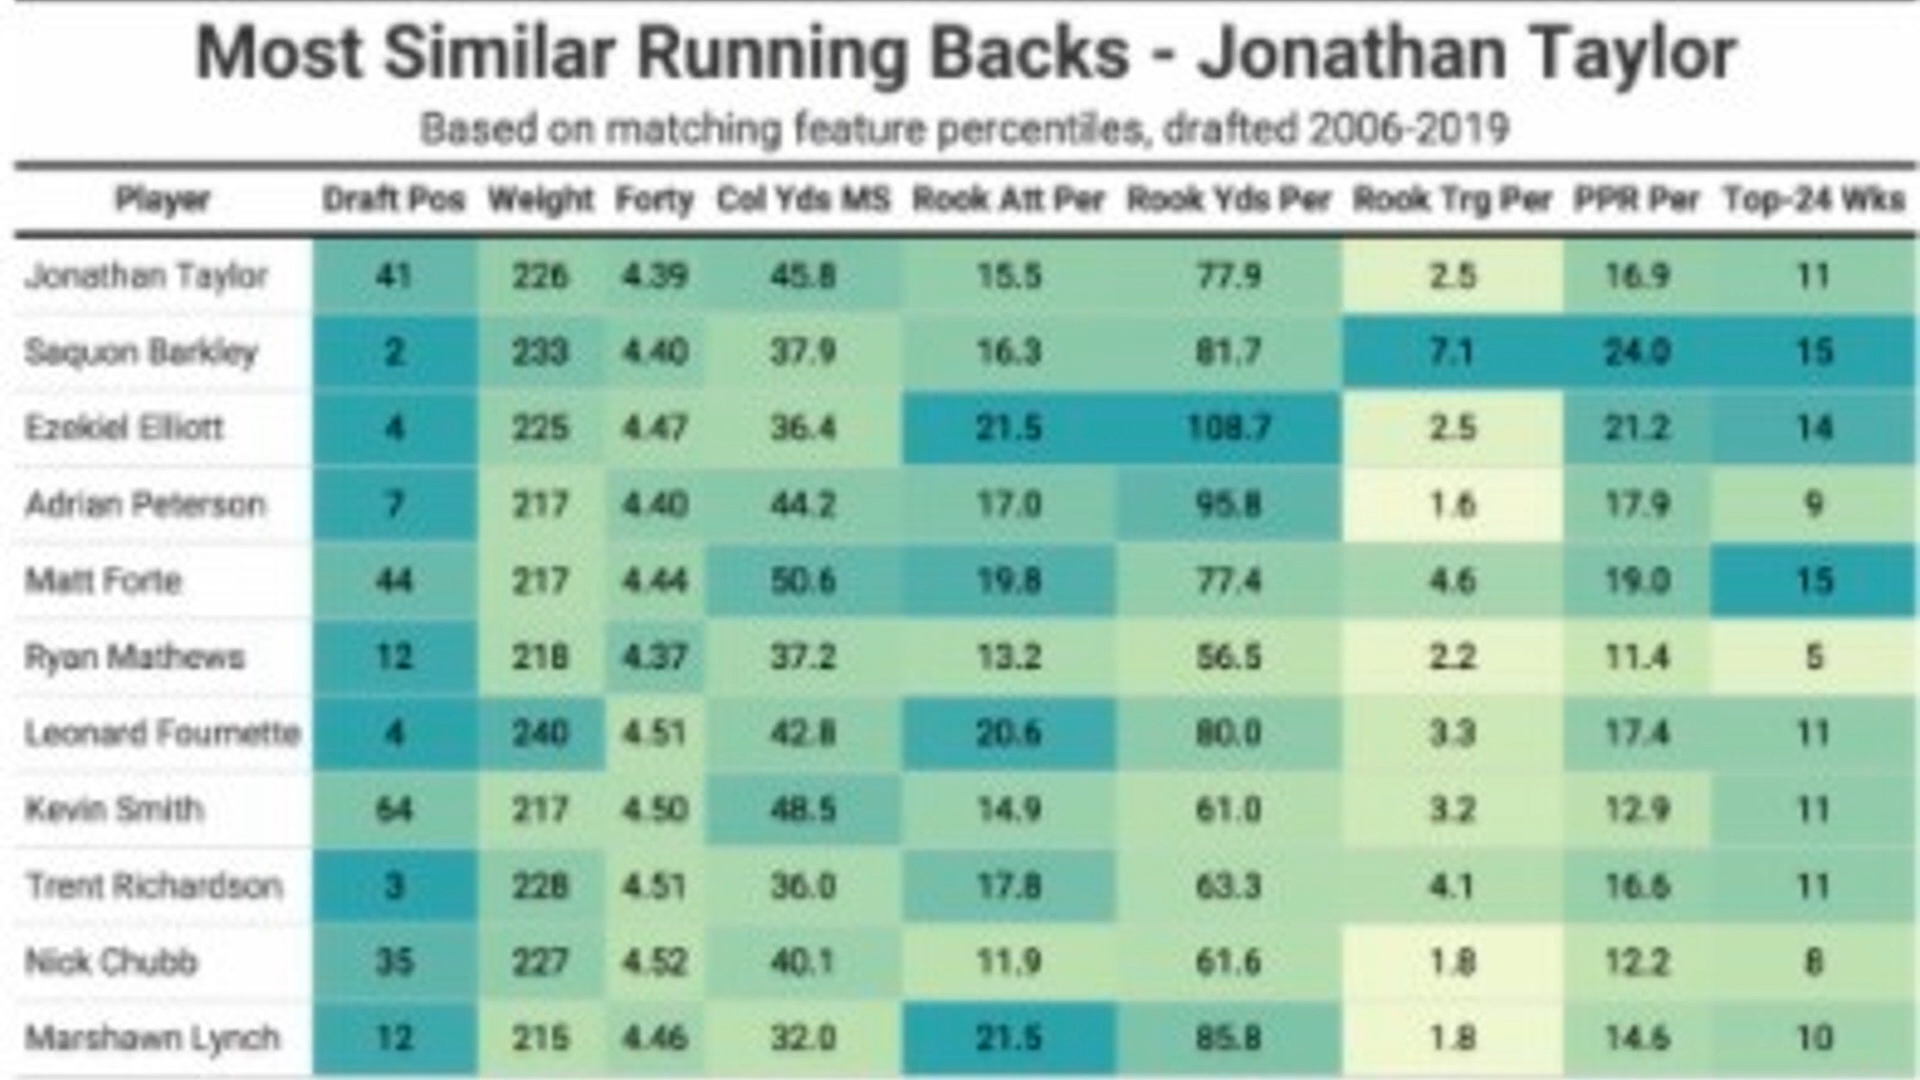 Most Similar Running Backs - Jonathan Taylor
Based on matching feature percentiles, drafted 2006-2019
Player Draft Pos Weight Forty Col Yds MS Rook Att Per Rook Yds Per Rook Trg Per PPR Per Top-24 Wks
Jonathan Taylor 41 226 4.39 45.8 15.5 77.9 2.5 16.9 11
Saquon Barkley 2 233 4.40 37.9 16.3 81.7 7.1 24.0 15
Ezekiel Elliott 4 225 4.47 36.4 21.5 108.7 2.5 21.2 14
Adrian Peterson 7 217 4.40 44.2 17.0 95.8 1.6 17.9 9
Matt Forte 44 217 4.44 50.6 19.8 77.4 4.6 19.0 15
Ryan Mathews 12 218 4.37 37.2 13.2 56.5 2.2 11.4 5
Leonard Fournette 4 240 4.51 42.8 20.6 80.0 3.3 17.4 11
Kevin Smith 64 217 4.50 48.5 14.9 61.0 3.2 12.9 11
Trent Richardson 3 228 4.51 36.0 17.8 63.3 4.1 16.6 11
Nick Chubb 35 227 4.52 40.1 11.9 61.6 1.8 12.2 8
Marshawn Lynch 12 215 4.46 32.0 21.5 85.8 1.8 14.6 10